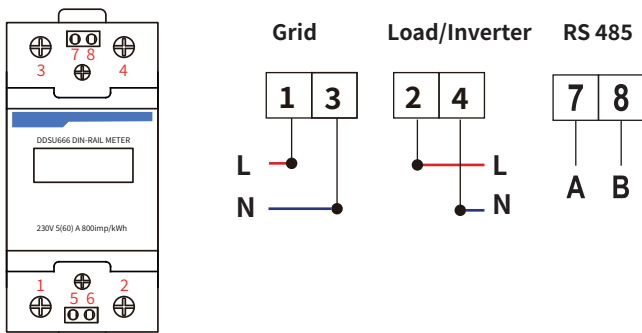 7 8
3 4
DDSU666 DIN-RAIL METER
230V 5(60) A 800imp/kWh
1 2
5 6
Grid Load/Inverter RS 485
1 3 2 4 7 8
L L
N N
A B